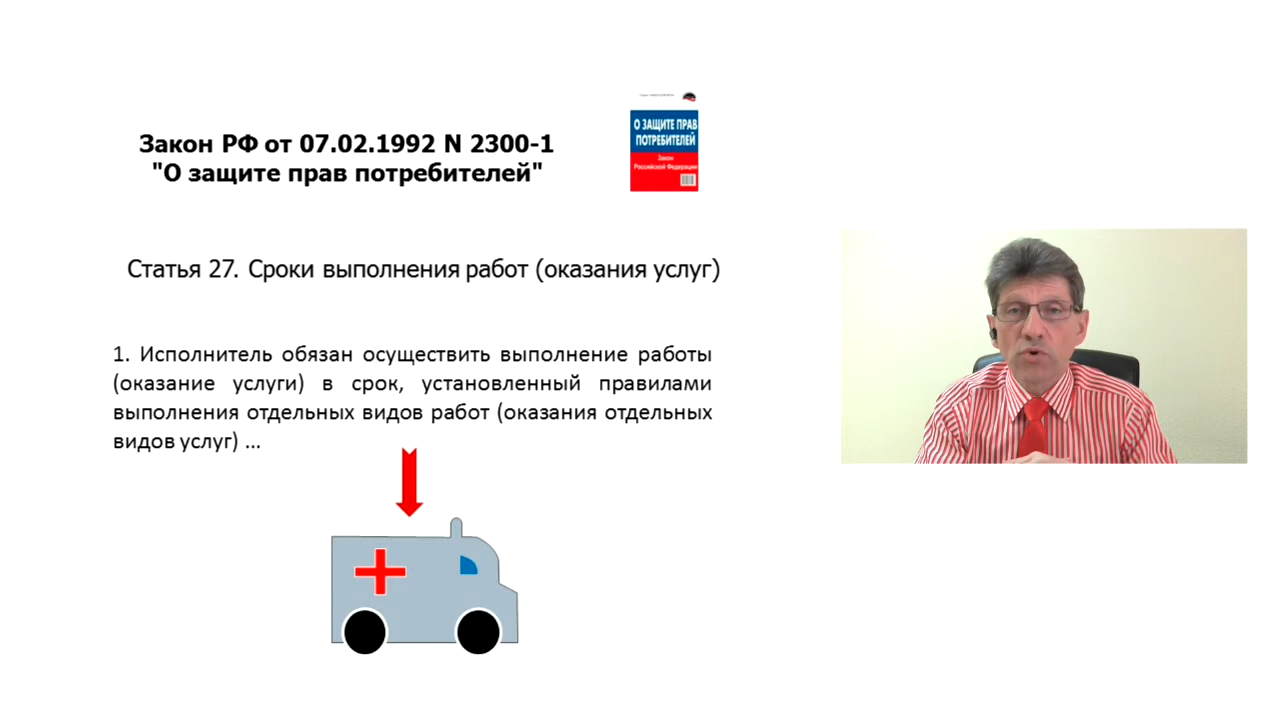 Закон РФ от 07.02.1992 N 2300-1
"О защите прав потребителей"
О ЗАЩИТЕ ПРАВ
ПОТРЕБИТЕЛЕЙ
Закон
Российской Федерации
Статья 27. Сроки выполнения работ (оказания услуг)
1. Исполнитель обязан осуществить выполнение работы
(оказание услуги) в срок, установленный правилами
выполнения отдельных видов работ (оказания отдельных
видов услуг) ...